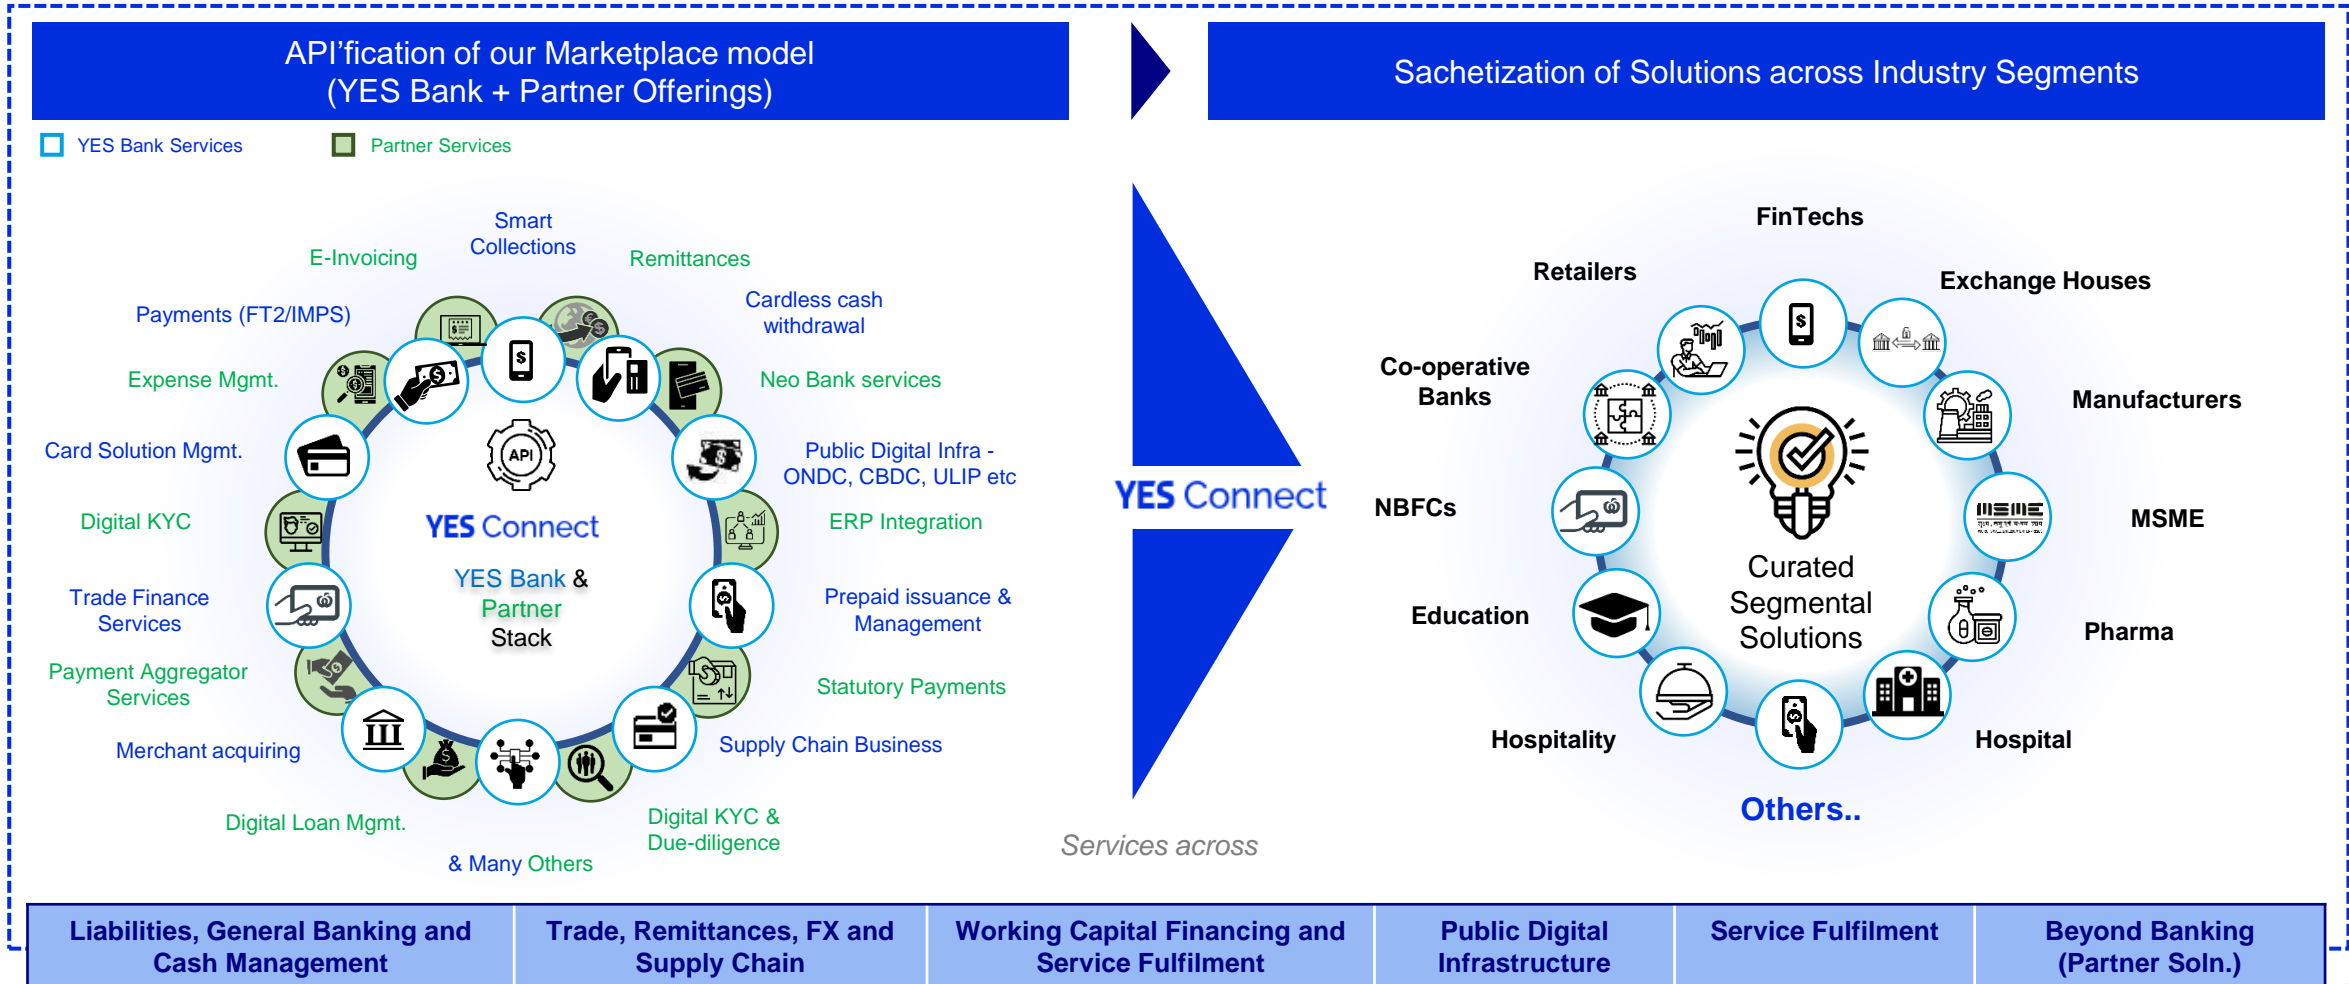 API'fication of our Marketplace model
(YES Bank + Partner Offerings)
Sachetization of Solutions across Industry Segments
YES Bank Services
Partner Services
Smart
Collections
E-Invoicing
Remittances
Payments (FT2/IMPS)
Cardless cash
withdrawal
Expense Mgmt.
Neo Bank services
Card Solution Mgmt.
Public Digital Infra -
ONDC, CBDC, ULIP etc
API
Digital KYC
YES Connect
ERP Integration
YES Bank &
Partner
Stack
Trade Finance
Services
Prepaid issuance &
Management
Payment Aggregator
Services
Statutory Payments
Merchant acquiring
Supply Chain Business
Digital Loan Mgmt.
Digital KYC &
Due-diligence
& Many Others
YES Connect
Services across
FinTechs
Retailers
Exchange Houses
Co-operative
Banks
Manufacturers
NBFCs
MSME
MSME
Curated
Segmental
Solutions
Education
Pharma
Hospitality
Hospital
Others..
Liabilities, General Banking and
Cash Management
Trade, Remittances, FX and
Supply Chain
Working Capital Financing and
Service Fulfilment
Public Digital
Infrastructure
Service Fulfilment
Beyond Banking
(Partner Soln.)